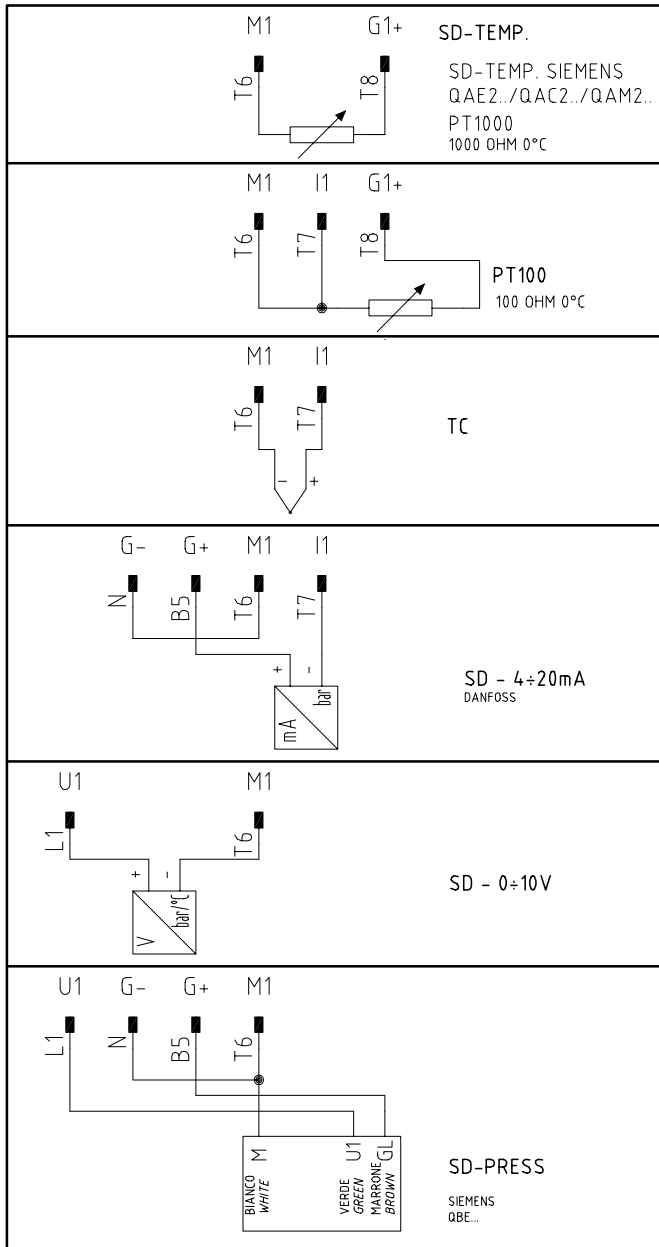 M1 G1+ SD-TEMP.
T6 T8
SD-TEMP. SIEMENS
QAE2../QAC2../QAM2..
PT1000
1000 OHM 0°C
M1 I1 G1+
T6 T7 T8
PT100
100 OHM 0°C
M1 I1
T6 T7
TC
- +
G- G+ M1 I1
N B5 T6 T7
+ -
mA bar
SD - 4÷20mA
DANFOSS
U1 M1
L1 T6
+ -
V bar/°C
SD - 0÷10V
U1 G- G+ M1
L1 N B5 T6
M U1 GL
BIANCO
WHITE
VERDE
GREEN
MARRONE
BROWN
SD-PRESS
SIEMENS
QBE...